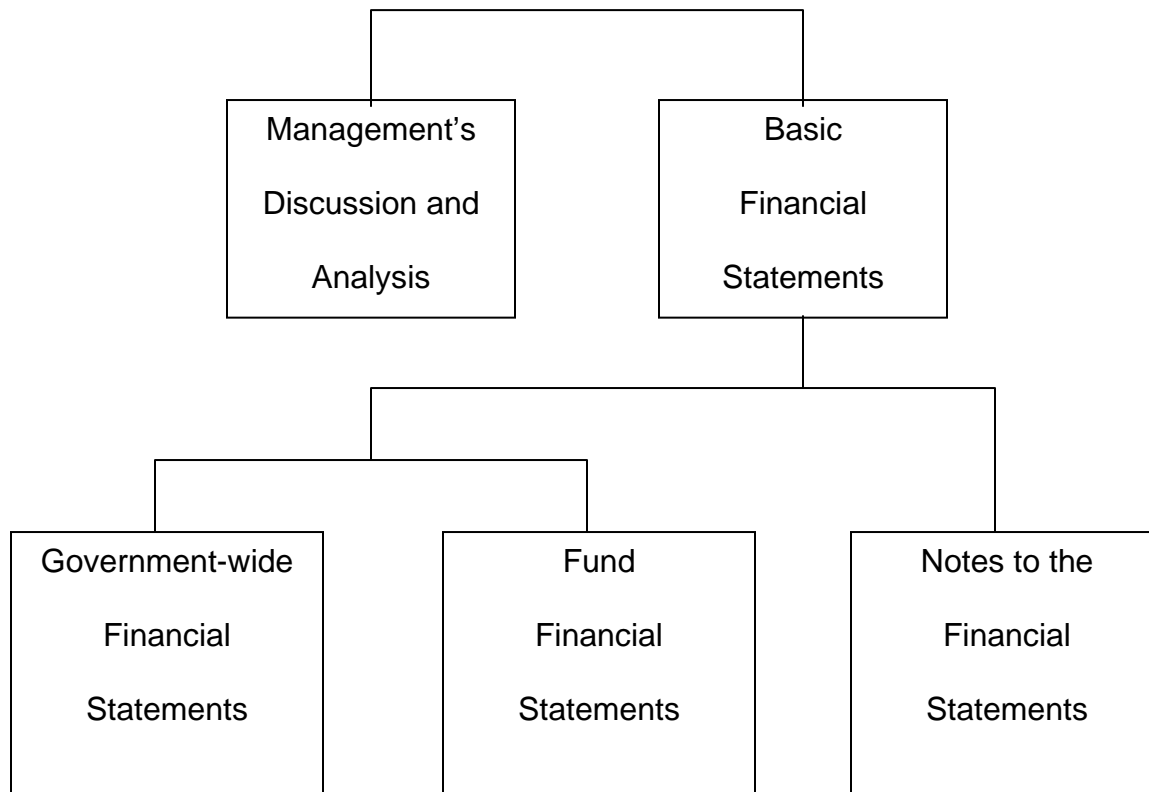 Management’s
Discussion and
Analysis
Basic
Financial
Statements
Government-wide
Financial
Statements
Fund
Financial
Statements
Notes to the
Financial
Statements